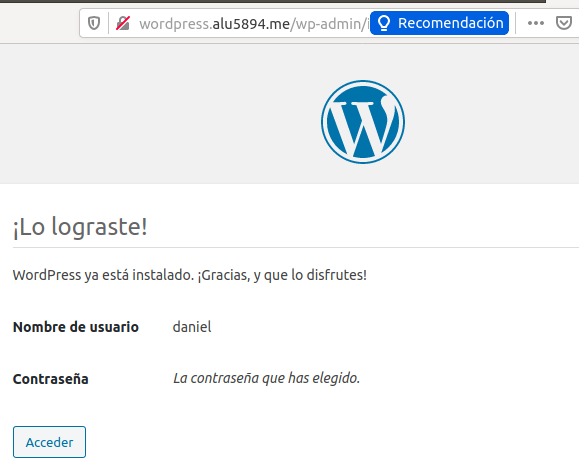 wordpress.alu5894.me/wp-admin/i Recomendación
¡Lo lograste!
WordPress ya está instalado. ¡Gracias, y que lo disfrutes!
Nombre de usuario daniel
Contraseña La contraseña que has elegido.
Acceder